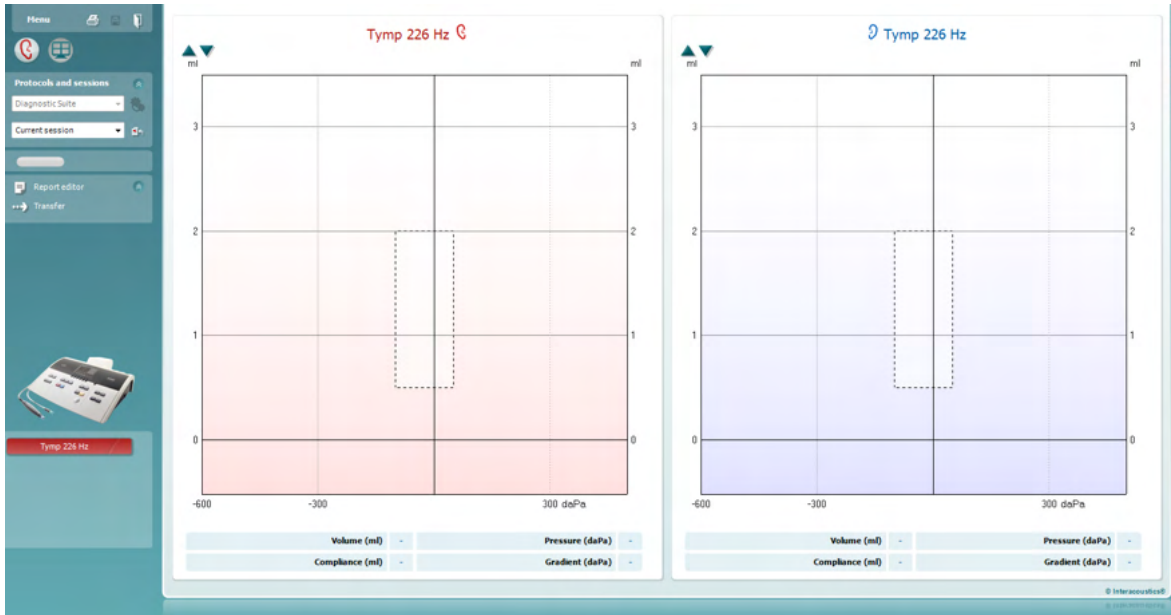 Menu
Protocols and sessions
Diagnostic Suite
Current session
Report editor
Transfer
Tymp 226 Hz
Tymp 226 Hz
ml
ml
3
3
2
2
1
1
0
0
-600
-300
300 daPa
Volume (ml) -
Pressure (daPa) -
Compliance (ml) -
Gradient (daPa) -
Tymp 226 Hz
ml
ml
3
3
2
2
1
1
0
0
-600
-300
300 daPa
Volume (ml) -
Pressure (daPa) -
Compliance (ml) -
Gradient (daPa) -
© Interacoustics®